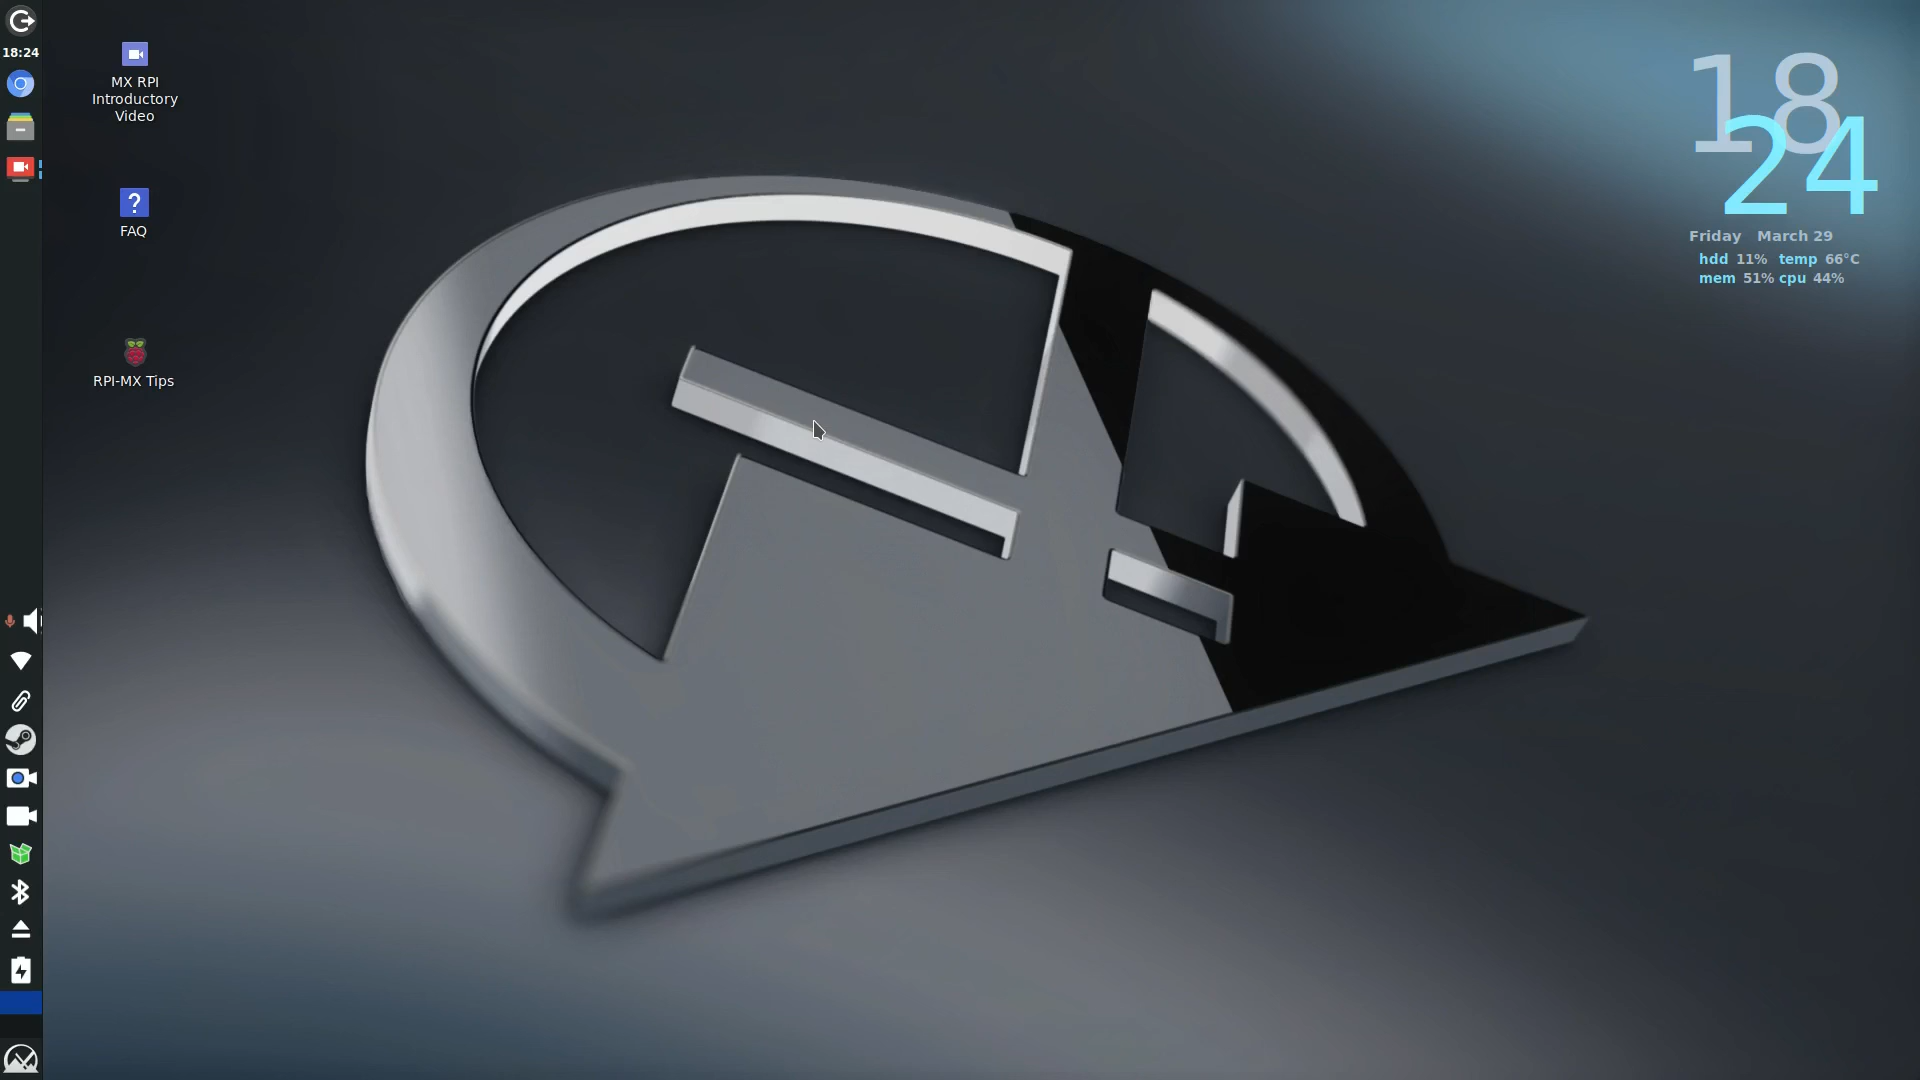 18:24
MX RPI
Introductory
Video
?
FAQ
RPI-MX Tips
18
24
Friday March 29
hdd 11% temp 66°C
mem 51% cpu 44%